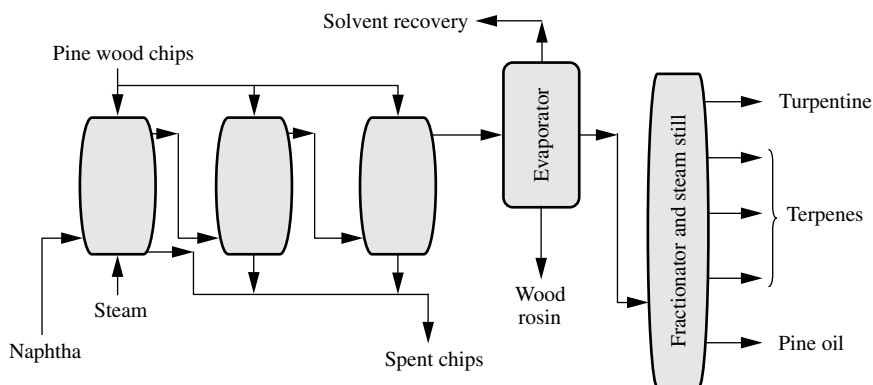 Solvent recovery
Pine wood chips
Evaporator
Fractionator and steam still
Turpentine
Terpenes
Steam
Wood
rosin
Naphtha
Spent chips
Pine oil